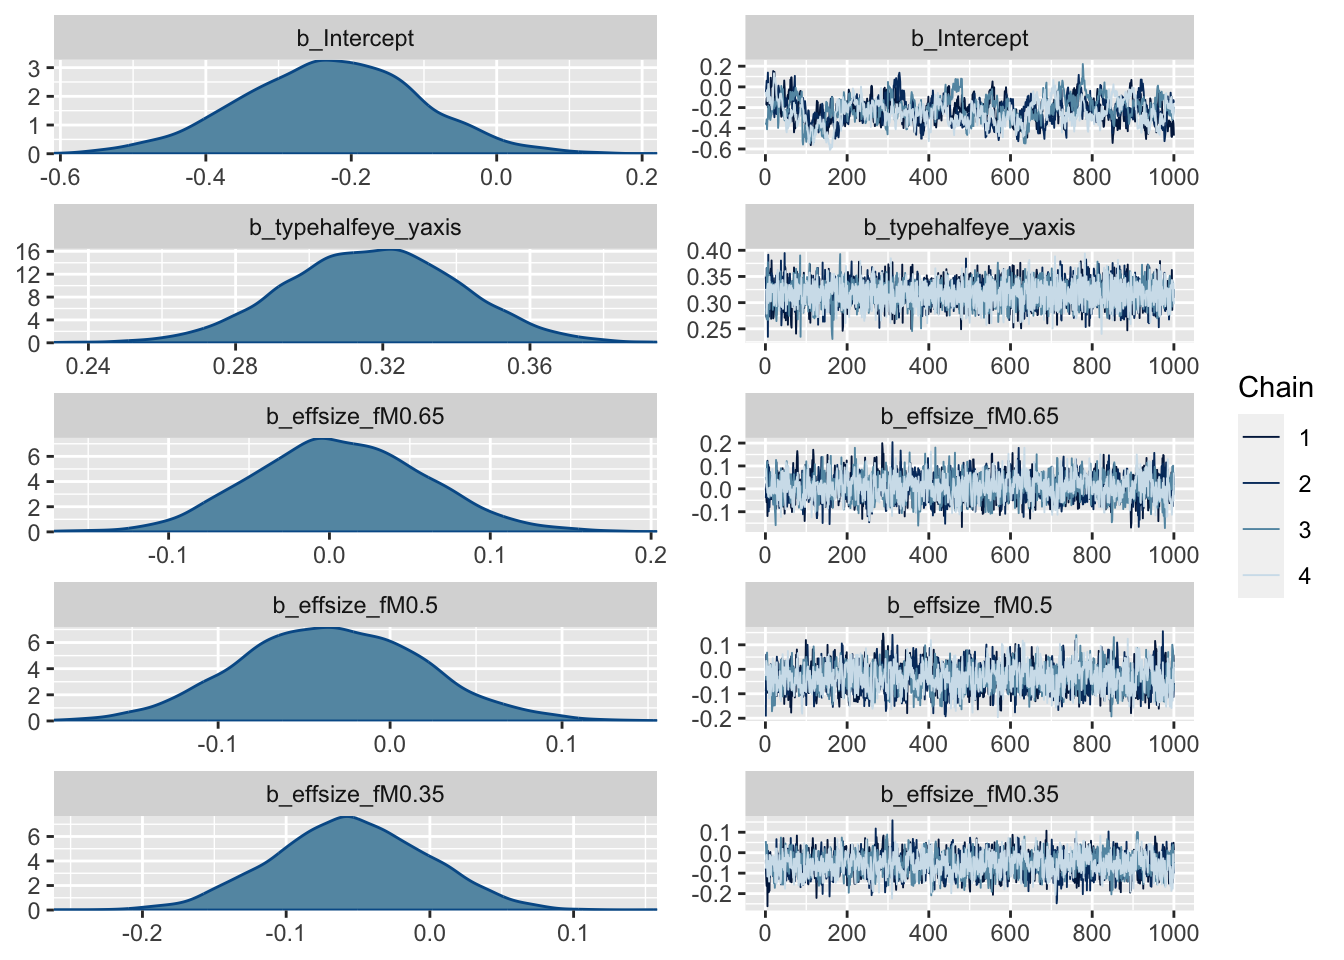 b_Intercept
b_Intercept
3
2
1
0
-0.6 -0.4 -0.2 0.0 0.2
0.2
0.0
-0.2
-0.4
-0.6
0 200 400 600 800 1000
b_typehalfeye_yaxis
b_typehalfeye_yaxis
16
12
8
4
0
0.24 0.28 0.32 0.36
0.40
0.35
0.30
0.25
0 200 400 600 800 1000
b_effsize_fM0.65
b_effsize_fM0.65
6
4
2
0
-0.1 0.0 0.1 0.2
0.2
0.1
0.0
-0.1
0 200 400 600 800 1000
b_effsize_fM0.5
b_effsize_fM0.5
6
4
2
0
-0.1 0.0 0.1
0.1
0.0
-0.1
-0.2
0 200 400 600 800 1000
b_effsize_fM0.35
b_effsize_fM0.35
6
4
2
0
-0.2 -0.1 0.0 0.1
0.1
0.0
-0.1
-0.2
0 200 400 600 800 1000
Chain
1
2
3
4